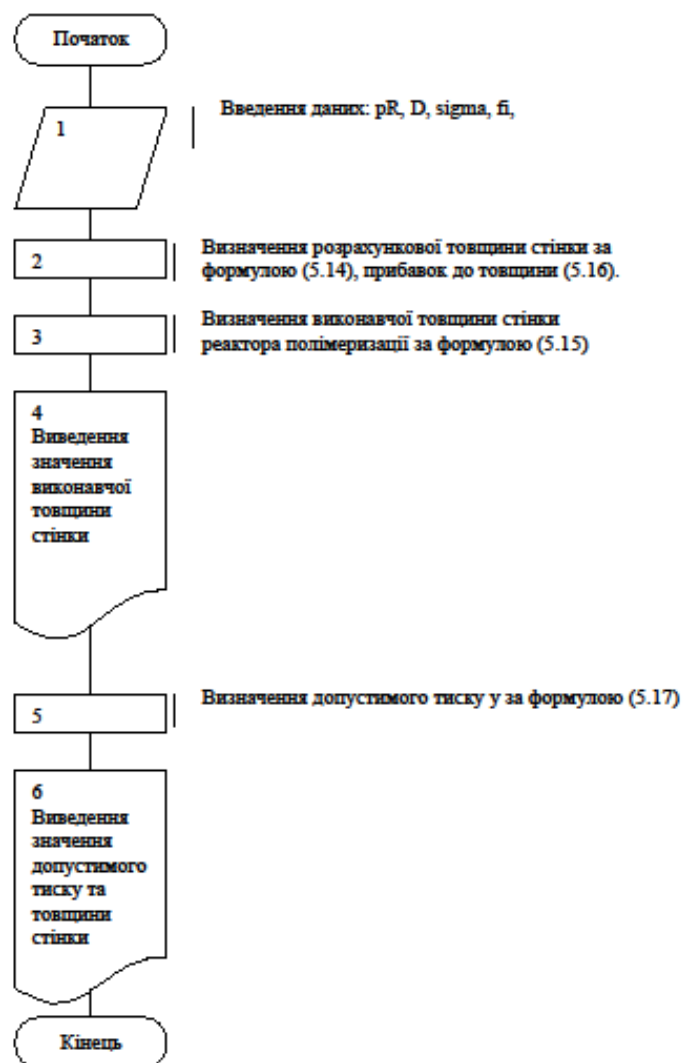 Початок
1
Введення даних: pR, D, sigma, fi,
2
Визначення розрахункової товщини стінки за
формулою (5.14), прибавок до товщини (5.16).
3
Визначення виконавчої товщини стінки
реактора полімеризації за формулою (5.15)
4
Виведення
значення
виконавчої
товщини
стінки
5
Визначення допустимого тиску у за формулою (5.17)
6
Виведення
значення
допустимого
тиску та
товщини
стінки
Кінець